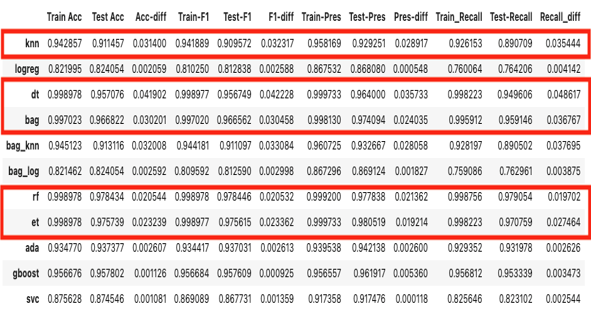 Train Acc Test Acc Acc-diff Train-F1 Test-F1 F1-diff Train-Pres Test-Pres Pres-diff Train_Recall Test-Recall Recall_diff
knn 0.942857 0.911457 0.031400 0.941889 0.909572 0.032317 0.958169 0.929251 0.028917 0.926153 0.890709 0.035444
logreg 0.821995 0.824054 0.002059 0.810250 0.812838 0.002588 0.867532 0.868080 0.000548 0.760064 0.764206 0.004142
dt 0.998978 0.957076 0.041902 0.998977 0.956749 0.042228 0.999733 0.964000 0.035733 0.998223 0.949606 0.048617
bag 0.997023 0.966822 0.030201 0.997020 0.966562 0.030458 0.998130 0.974094 0.024035 0.995912 0.959146 0.036767
bag_knn 0.945123 0.913116 0.032008 0.944181 0.911097 0.033084 0.960725 0.932667 0.028058 0.928197 0.890502 0.037695
bag_log 0.821462 0.824054 0.002592 0.809592 0.812590 0.002998 0.867296 0.869124 0.001827 0.759086 0.762961 0.003875
rf 0.998978 0.978434 0.020544 0.998978 0.978446 0.020532 0.999200 0.977838 0.021362 0.998756 0.979054 0.019702
et 0.998978 0.975739 0.023239 0.998977 0.975615 0.023362 0.999733 0.980519 0.019214 0.998223 0.970759 0.027464
ada 0.934770 0.937377 0.002607 0.934417 0.937031 0.002613 0.939538 0.942138 0.002600 0.929352 0.931978 0.002626
gboost 0.956676 0.957802 0.001126 0.956684 0.957609 0.000925 0.956557 0.961917 0.005360 0.956812 0.953339 0.003473
svc 0.875628 0.874546 0.001081 0.869089 0.867731 0.001359 0.917358 0.917476 0.000118 0.825646 0.823102 0.002544